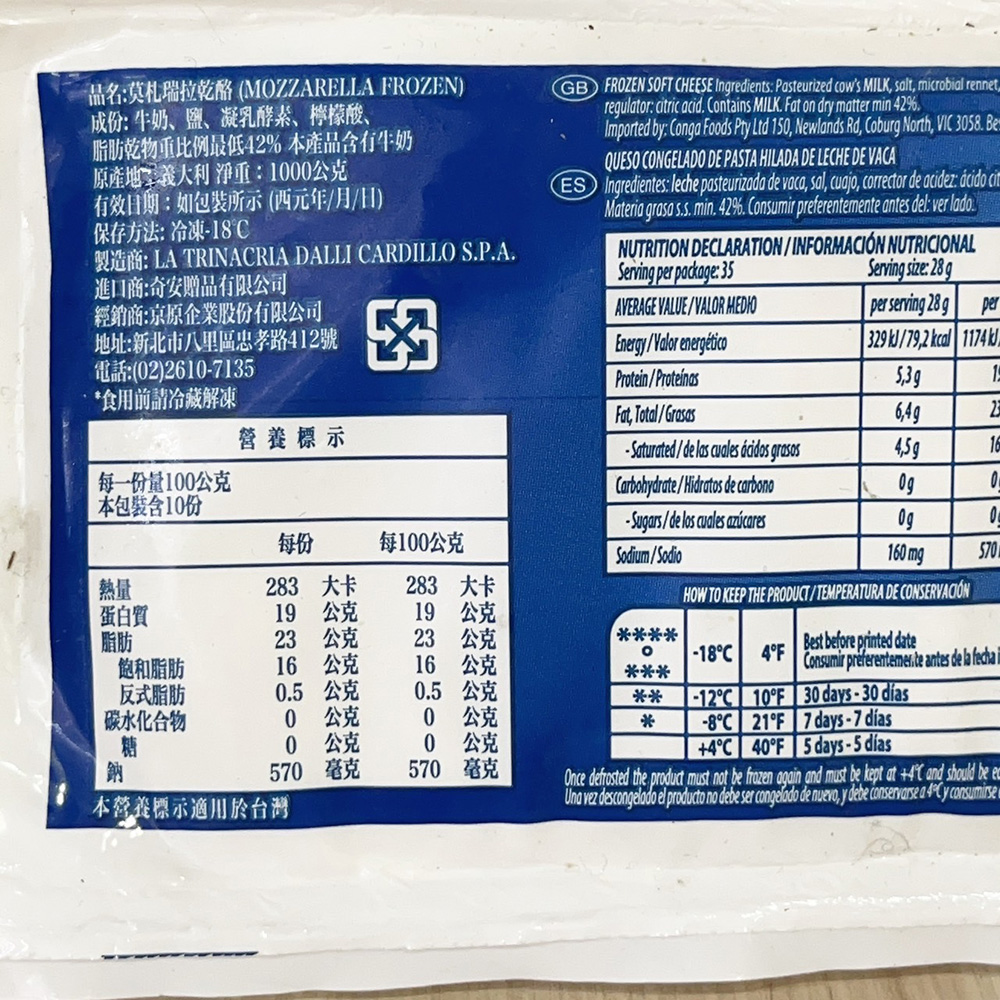 品名:莫札瑞拉乾酪 (MOZZARELLA FROZEN)
成份: 牛奶、鹽、凝乳酵素、檸檬酸、
脂肪乾物重比例最低42% 本產品含有牛奶
原產地 義大利 淨重：1000公克
有效日期：如包裝所示 (西元年/月/日)
保存方法: 冷凍-18℃
製造商: LA TRINACRIA DALLI CARDILLO S.P.A.
進口商:奇安贈品有限公司
經銷商:京原企業股份有限公司
地址:新北市八里區忠孝路412號
電話:(02)2610-7135
*食用前請冷藏解凍
營養標示
每一份量100公克
本包裝含10份
每份 每100公克
熱量 283 大卡 283 大卡
蛋白質 19 公克 19 公克
脂肪 23 公克 23 公克
飽和脂肪 16 公克 16 公克
反式脂肪 0.5 公克 0.5 公克
碳水化合物 0 公克 0 公克
糖 0 公克 0 公克
鈉 570 毫克 570 毫克
本營養標示適用於台灣
GB FROZEN SOFT CHEESE Ingredients: Pasteurized cow's MILK, salt, microbial rennet,
regulator: citric acid. Contains MILK. Fat on dry matter min 42%.
Imported by: Conga Foods Pty Ltd 150, Newlands Rd, Coburg North, VIC 3058.
QUESO CONGELADO DE PASTA HILADA DE LECHE DE VACA
ES Ingredientes: leche pasteurizada de vaca, sal, cuajo, corrector de acidez: ácido
Materia grasa s.s. min. 42%. Consumir preferentemente antes del: ver lado.
NUTRITION DECLARATION / INFORMACIÓN NUTRICIONAL
Serving per package: 35 Serving size: 28 g
AVERAGE VALUE / VALOR MEDIO per serving 28 g per
Energy / Valor energético 329 kJ / 79,2 kcal 1174 kJ
Protein / Proteínas 5,3 g
Fat, Total / Grasas 6,4 g
- Saturated / de las cuales ácidos grasos 4,5 g 16
Carbohydrate / Hidratos de carbono 0 g 0
- Sugars / de los cuales azúcares 0 g 0
Sodium / Sodio 160 mg 570
HOW TO KEEP THE PRODUCT / TEMPERATURA DE CONSERVACIÓN
**** o *** -18°C 4°F Best before printed date
Consumir preferentemente antes de la fecha
** -12°C 10°F 30 days - 30 días
* -8°C 21°F 7 days - 7 días
+4°C 40°F 5 days - 5 días
Once defrosted the product must not be frozen again and must be kept at +4°C and should be
Una vez descongelado el producto no debe ser congelado de nuevo, y debe conservarse a 4°C y consumirse